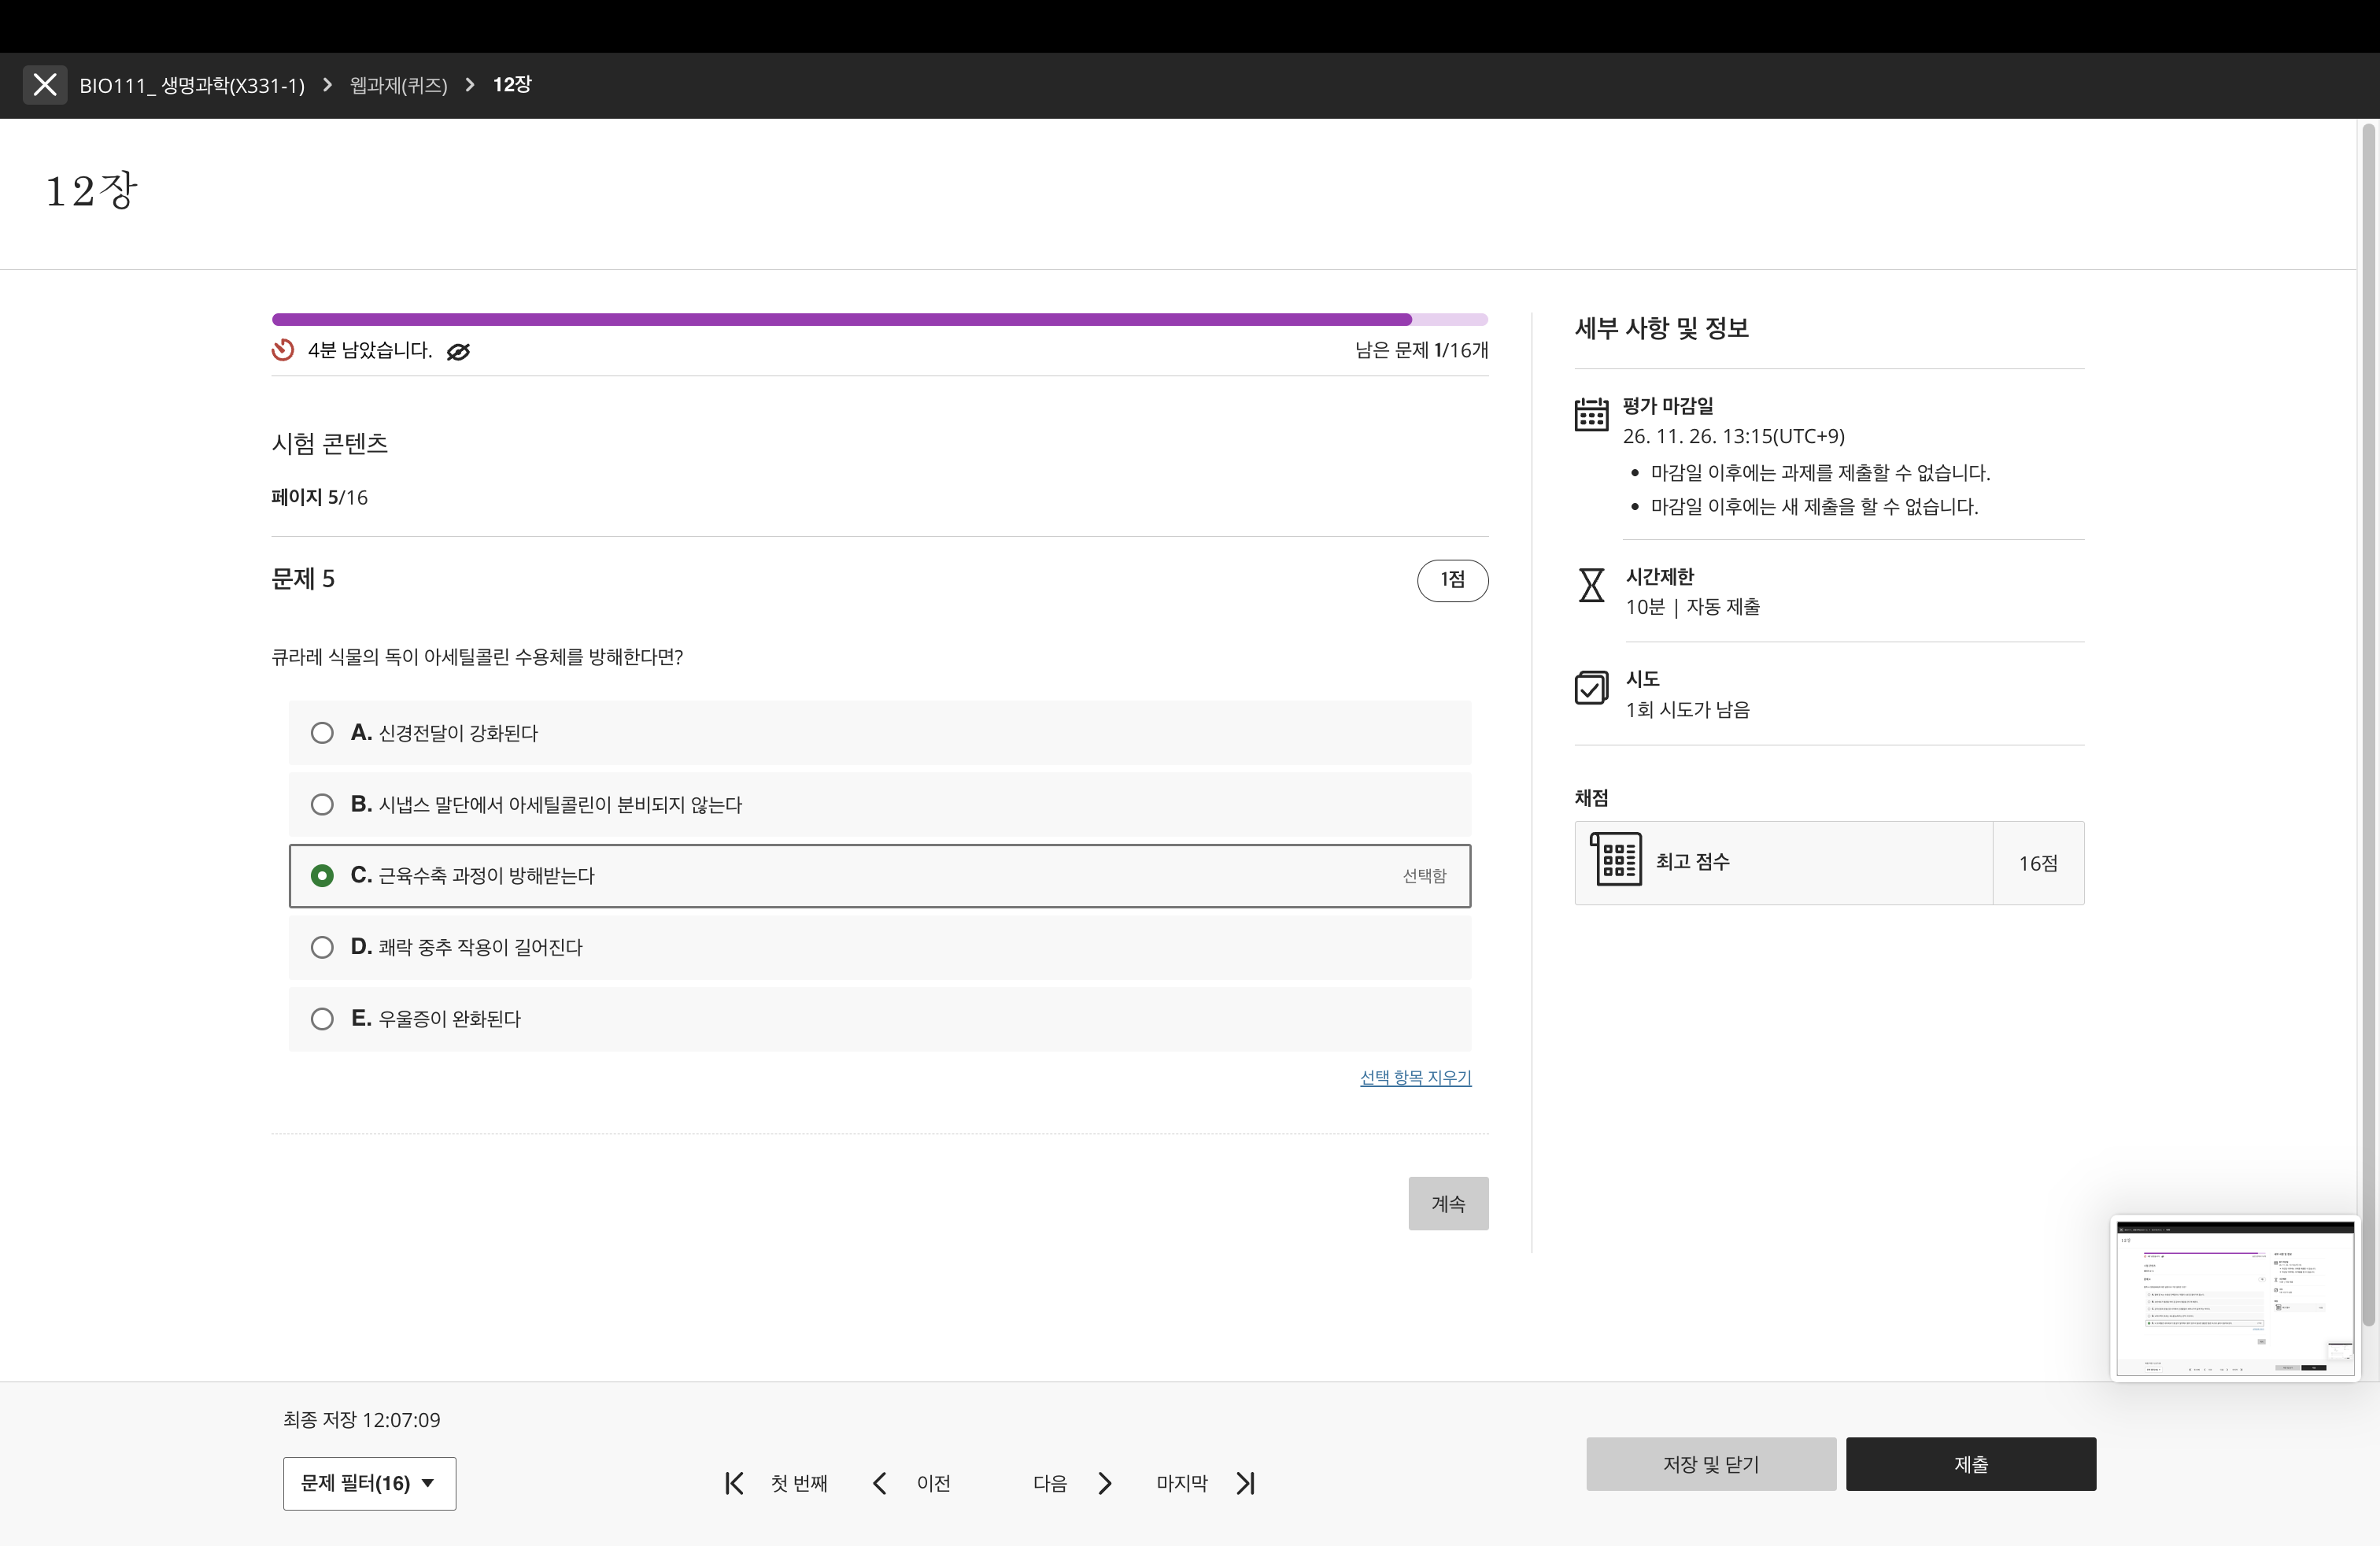 BIO111_ 생명과학(X331-1) > 웹과제(퀴즈) > 12장
12장
4분 남았습니다.
남은 문제 1/16개
시험 콘텐츠
페이지 5/16
문제 5
1점
큐라레 식물의 독이 아세틸콜린 수용체를 방해한다면?
A. 신경전달이 강화된다
B. 시냅스 말단에서 아세틸콜린이 분비되지 않는다
C. 근육수축 과정이 방해받는다
선택함
D. 쾌락 중추 작용이 길어진다
E. 우울증이 완화된다
선택 항목 지우기
계속
세부 사항 및 정보
평가 마감일
26. 11. 26. 13:15(UTC+9)
• 마감일 이후에는 과제를 제출할 수 없습니다.
• 마감일 이후에는 새 제출을 할 수 없습니다.
시간제한
10분 | 자동 제출
시도
1회 시도가 남음
채점
최고 점수
16점
최종 저장 12:07:09
문제 필터(16)
첫 번째
이전
다음
마지막
저장 및 닫기
제출